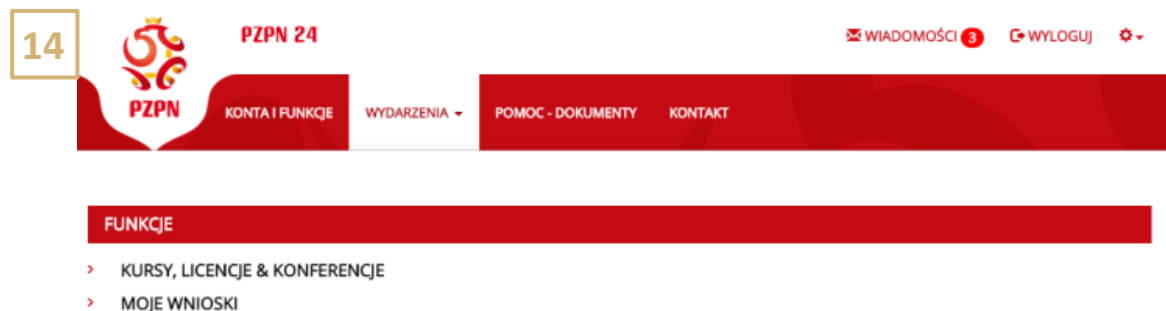 14
PZPN 24
WIADOMOŚCI 3 WYLOGUJ
PZPN
KONTA I FUNKCJE WYDARZENIA POMOC - DOKUMENTY KONTAKT
FUNKCJE
KURSY, LICENCJE & KONFERENCJE
MOJE WNIOSKI